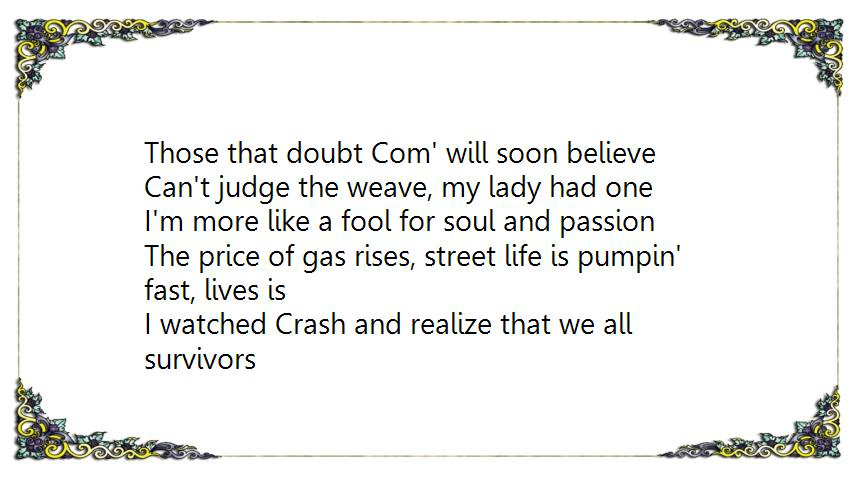 Those that doubt Com' will soon believe
Can't judge the weave, my lady had one
I'm more like a fool for soul and passion
The price of gas rises, street life is pumpin'
fast, lives is
I watched Crash and realize that we all
survivors